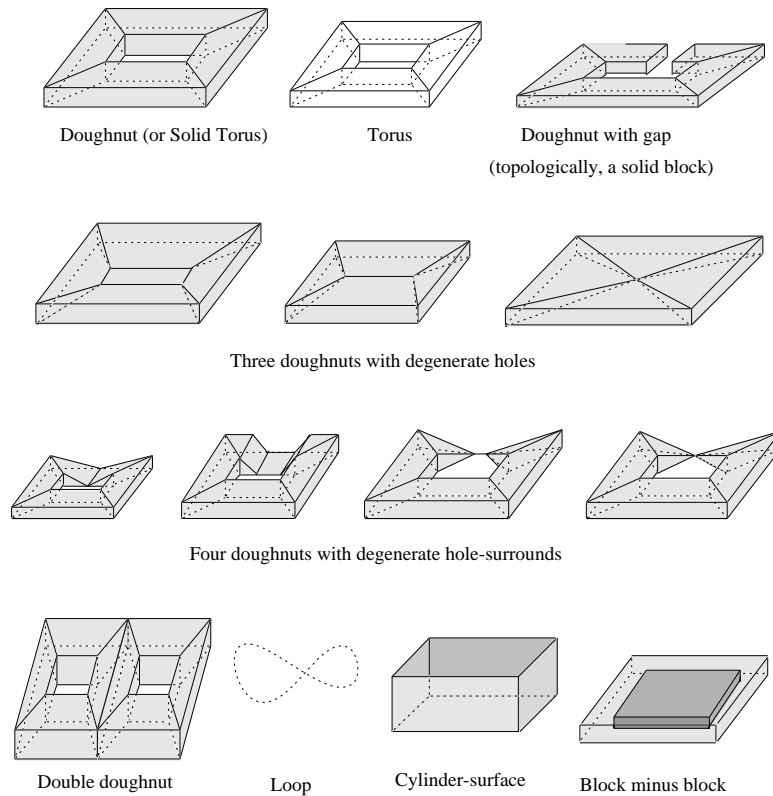 Doughnut (or Solid Torus)
Torus
Doughnut with gap
(topologically, a solid block)
Three doughnuts with degenerate holes
Four doughnuts with degenerate hole-surrounds
Double doughnut
Loop
Cylinder-surface
Block minus block